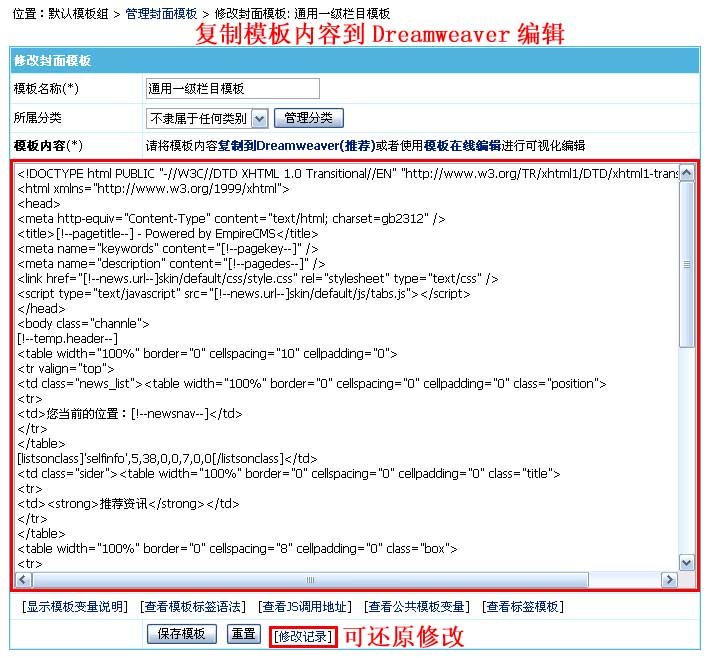 位置：默认模板组 > 管理封面模板 > 修改封面模板: 通用一级栏目模板
复制模板内容到 Dreamweaver 编辑
修改封面模板
模板名称(*) 通用一级栏目模板
所属分类 不隶属于任何类别 管理分类
模板内容(*) 请将模板内容复制到Dreamweaver(推荐)或者使用模板在线编辑进行可视化编辑
<!DOCTYPE html PUBLIC "-//W3C//DTD XHTML 1.0 Transitional//EN" "http://www.w3.org/TR/xhtml1/DTD/xhtml1-trans
<html xmlns="http://www.w3.org/1999/xhtml">
<head>
<meta http-equiv="Content-Type" content="text/html; charset=gb2312" />
<title>[!--pagetitle--] - Powered by EmpireCMS</title>
<meta name="keywords" content="[!--pagekey--]" />
<meta name="description" content="[!--pagedes--]" />
<link href="[!--news.url--]skin/default/css/style.css" rel="stylesheet" type="text/css" />
<script type="text/javascript" src="[!--news.url--]skin/default/js/tabs.js"></script>
</head>
<body class="channle">
[!--temp.header--]
<table width="100%" border="0" cellspacing="10" cellpadding="0">
<tr valign="top">
<td class="news_list"><table width="100%" border="0" cellspacing="0" cellpadding="0" class="position">
<tr>
<td>您当前的位置：[!--newsnav--]</td>
</tr>
</table>
[listsonclass]'selfinfo',5,38,0,0,7,0,0[/listsonclass]</td>
<td class="sider"><table width="100%" border="0" cellspacing="0" cellpadding="0" class="title">
<tr>
<td><strong>推荐资讯</strong></td>
</tr>
</table>
<table width="100%" border="0" cellspacing="8" cellpadding="0" class="box">
<tr>
[显示模板变量说明] [查看模板标签语法] [查看JS调用地址] [查看公共模板变量] [查看标签模板]
保存模板 重置 [修改记录] 可还原修改